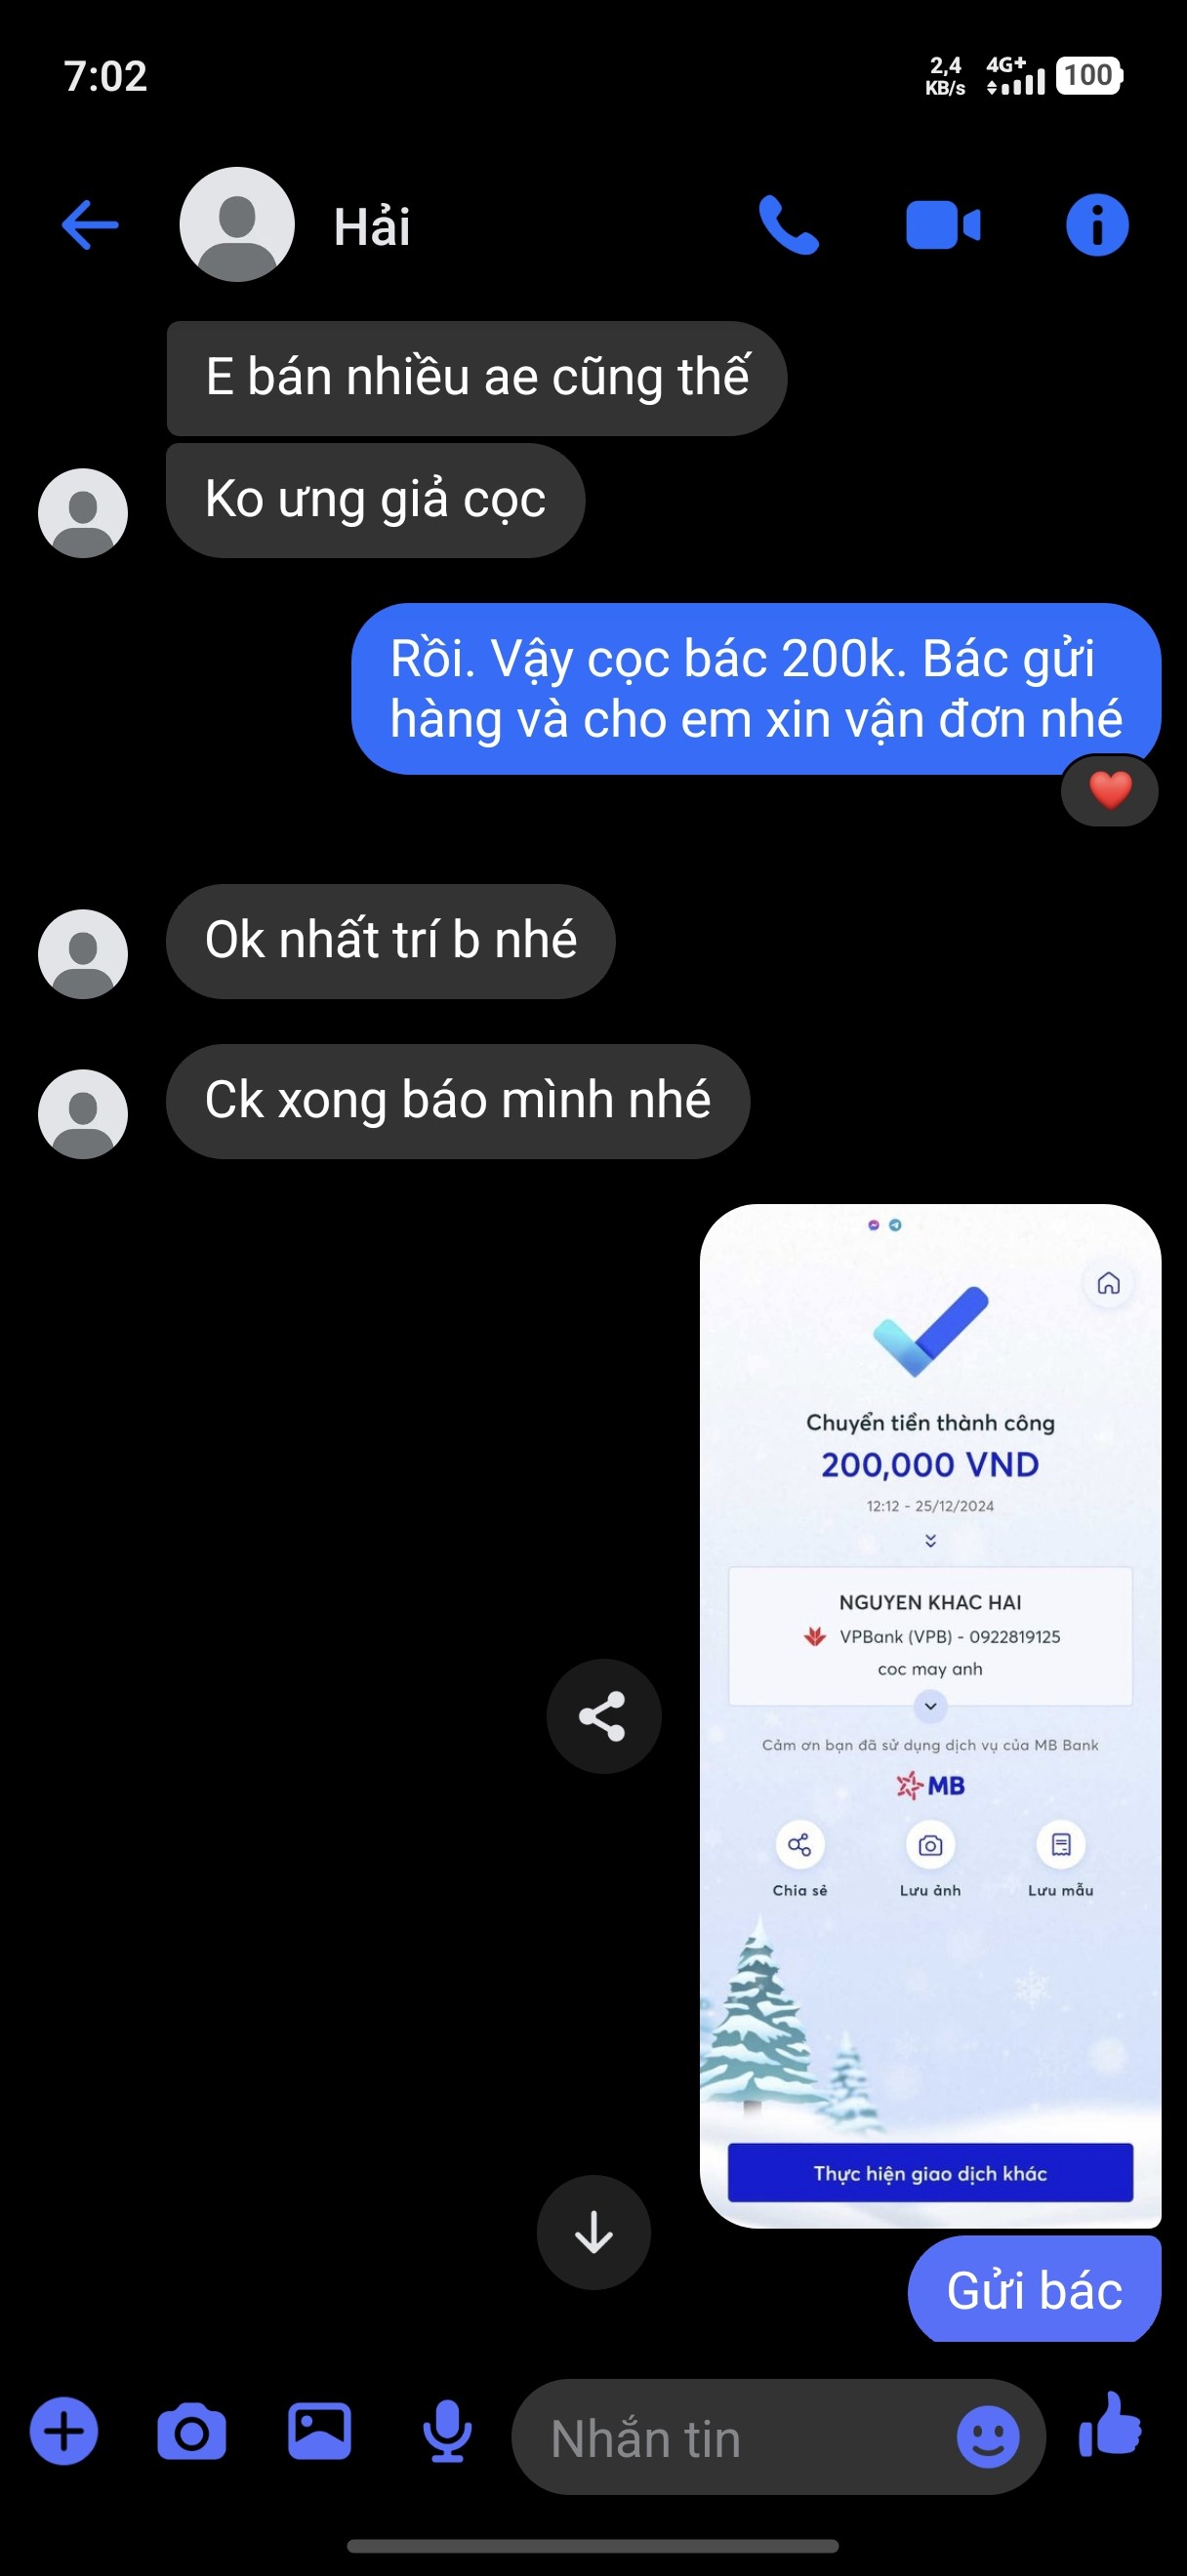 7:02
2,4
KB/s
4G+
100
Hải
E bán nhiều ae cũng thế
Ko ưng giả cọc
Rồi. Vậy cọc bác 200k. Bác gửi
hàng và cho em xin vận đơn nhé
Ok nhất trí b nhé
Ck xong báo mình nhé
Chuyển tiền thành công
200,000 VND
12:12 - 25/12/2024
NGUYEN KHAC HAI
VPBank (VPB) - 0922819125
coc may anh
Cảm ơn bạn đã sử dụng dịch vụ của MB Bank
MB
Chia sẻ
Lưu ảnh
Lưu mẫu
Thực hiện giao dịch khác
Gửi bác
Nhắn tin